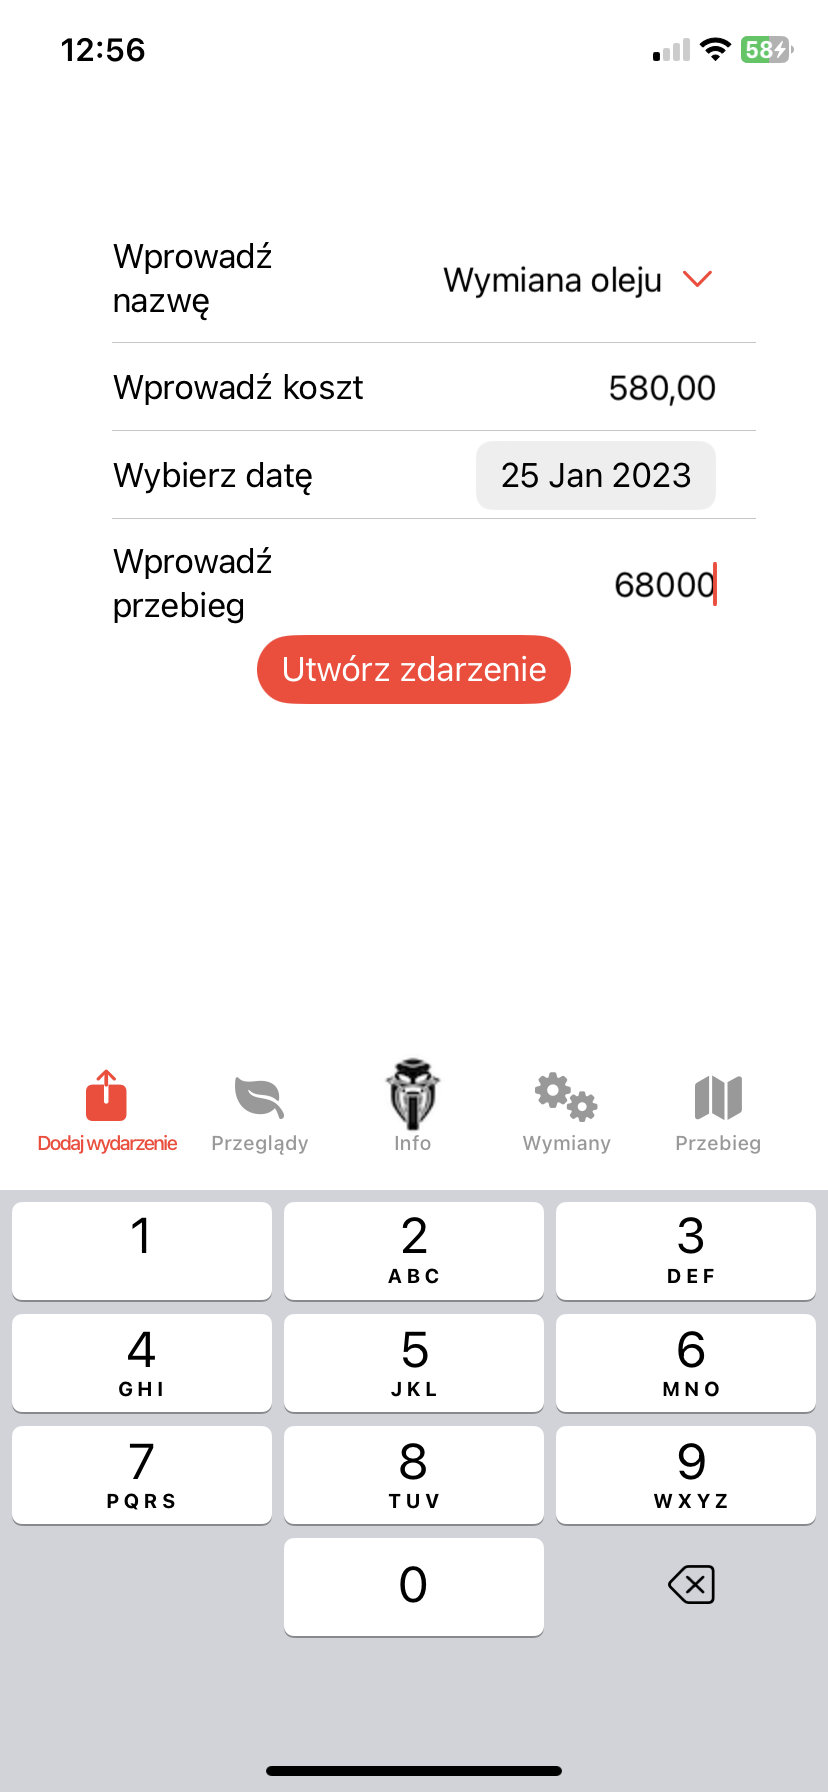 12:56
58
Wprowadź
nazwę
Wymiana oleju
Wprowadź koszt
580,00
Wybierz datę
25 Jan 2023
Wprowadź
przebieg
68000
Utwórz zdarzenie
Dodaj wydarzenie
Przeglądy
Info
Wymiany
Przebieg
1
2
ABC
3
DEF
4
GHI
5
JKL
6
MNO
7
PQRS
8
TUV
9
WXYZ
0